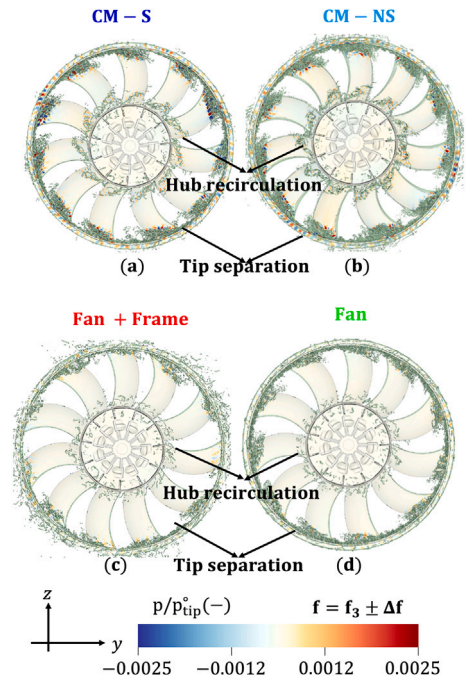 CM − S
CM − NS
Hub recirculation
(a)
Tip separation
(b)
Fan + Frame
Fan
Hub recirculation
(c)
Tip separation
(d)
z
y
p/p°tip(−)
f = f₃ ± Δf
−0.0025
−0.0012
0.0012
0.0025